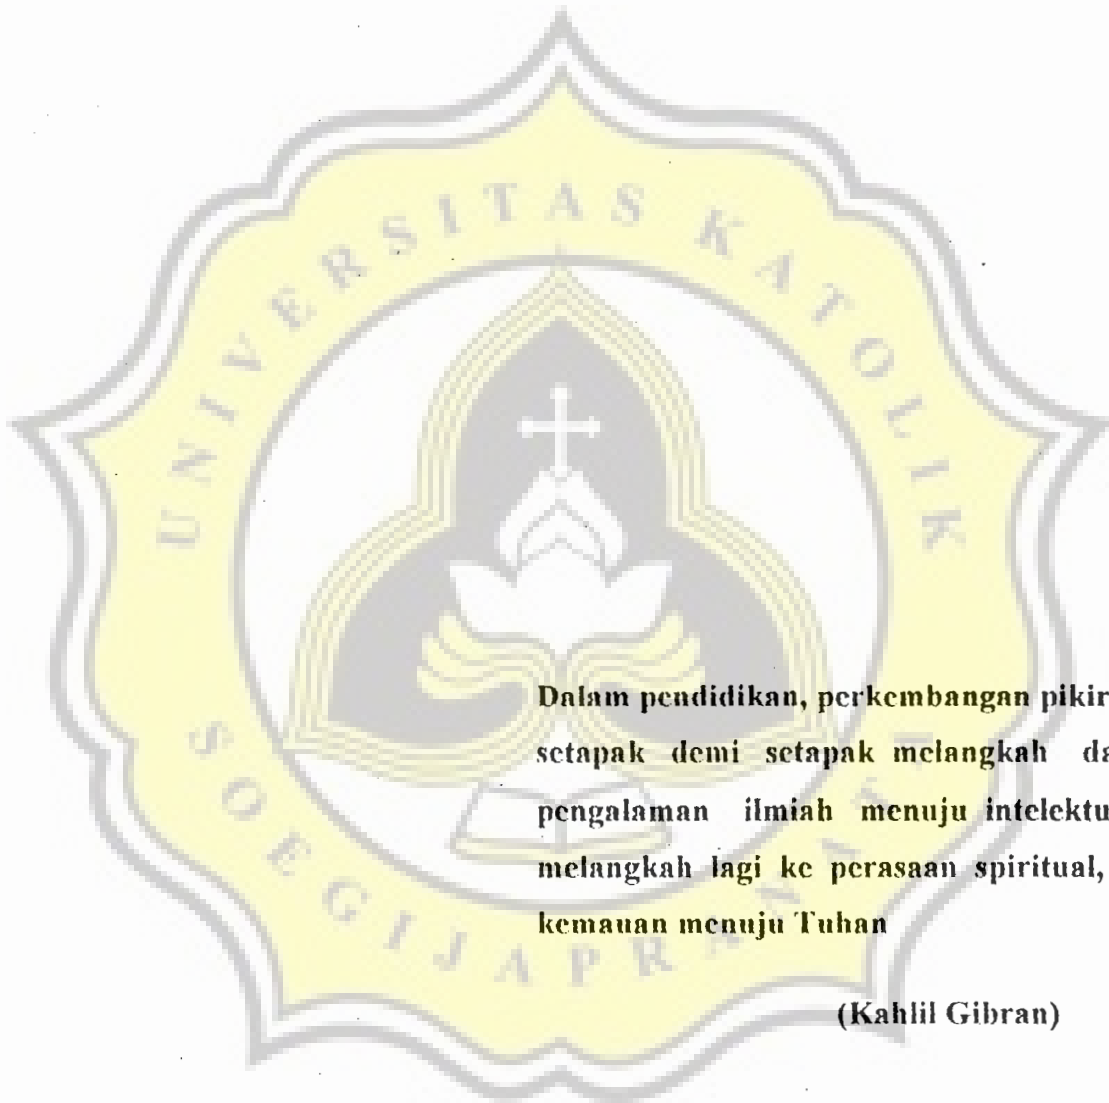 UNIVERSITAS KATOLIK
SOEGIJAPRANATA
Dalam pendidikan, perkembangan
setapak demi setapak melangkah
pengalaman ilmiah menuju
melangkah lagi ke perasaan spiritual,
kemauan menuju Tuhan
(Kahlil Gibran)